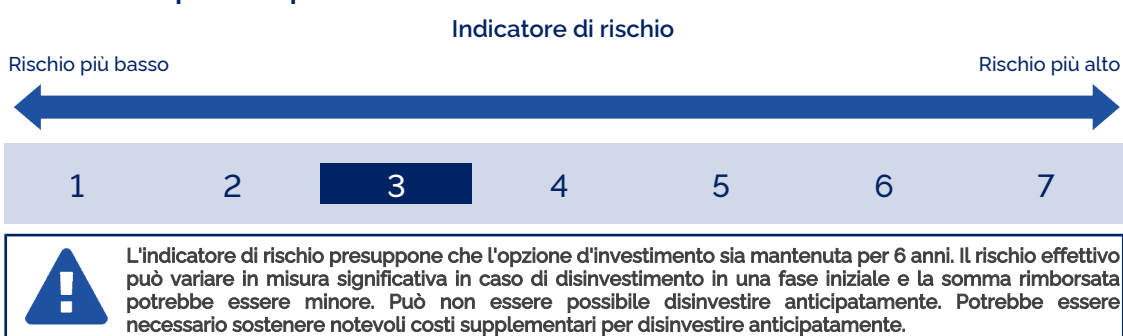 Indicatore di rischio
Rischio più basso
Rischio più alto
1 2 3 4 5 6 7
L'indicatore di rischio presuppone che l'opzione d'investimento sia mantenuta per 6 anni. Il rischio effettivo
può variare in misura significativa in caso di disinvestimento in una fase iniziale e la somma rimborsata
potrebbe essere minore. Può non essere possibile disinvestire anticipatamente. Potrebbe essere
necessario sostenere notevoli costi supplementari per disinvestire anticipatamente.